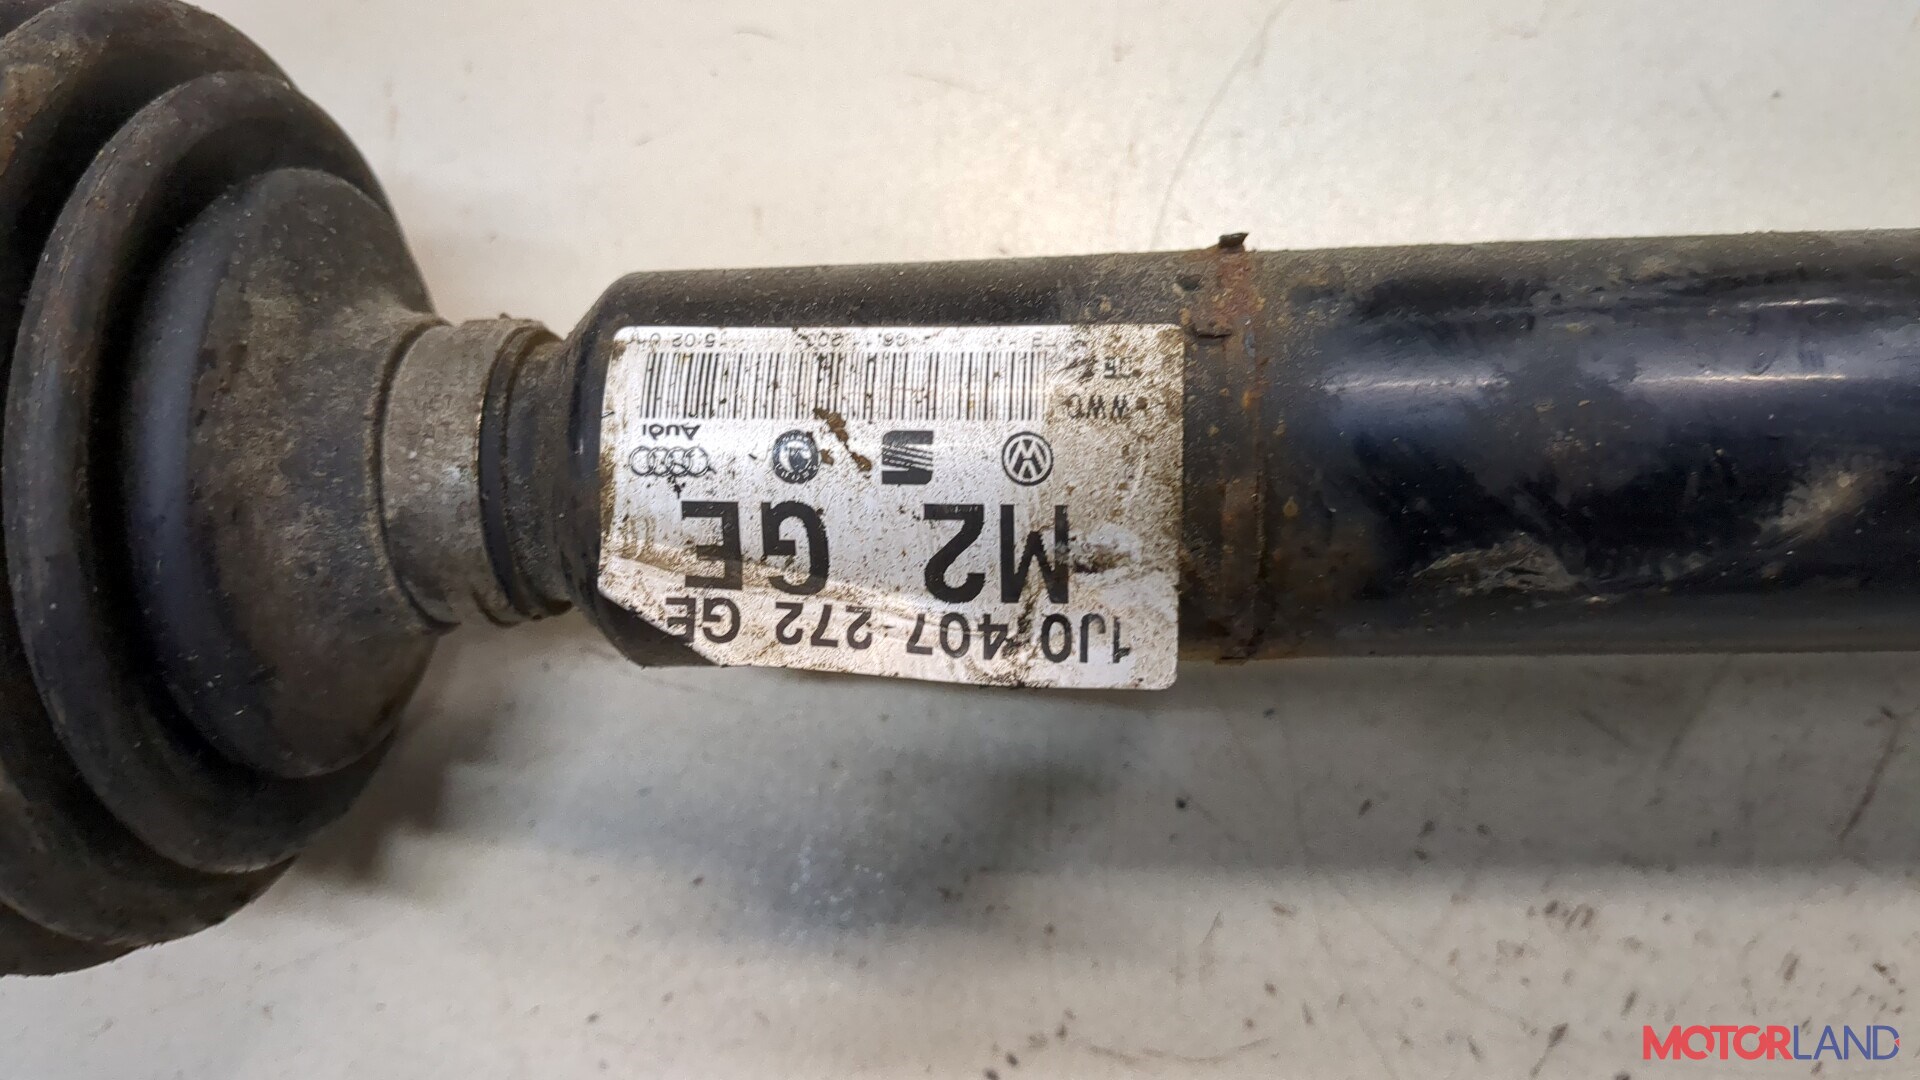 1J0 407 272 GE
M2 GE
Audi
MOTORLAND